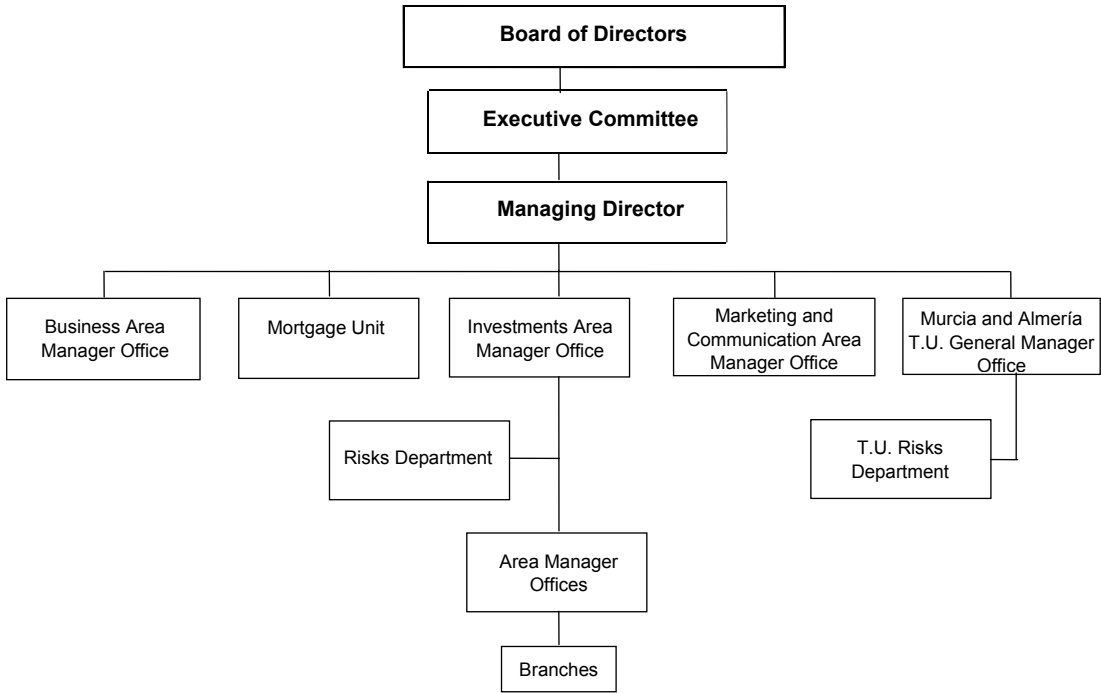 Board of Directors
Executive Committee
Managing Director
Business Area
Manager Office
Mortgage Unit
Investments Area
Manager Office
Marketing and
Communication Area
Manager Office
Murcia and Almería
T.U. General Manager
Office
Risks Department
T.U. Risks
Department
Area Manager
Offices
Branches